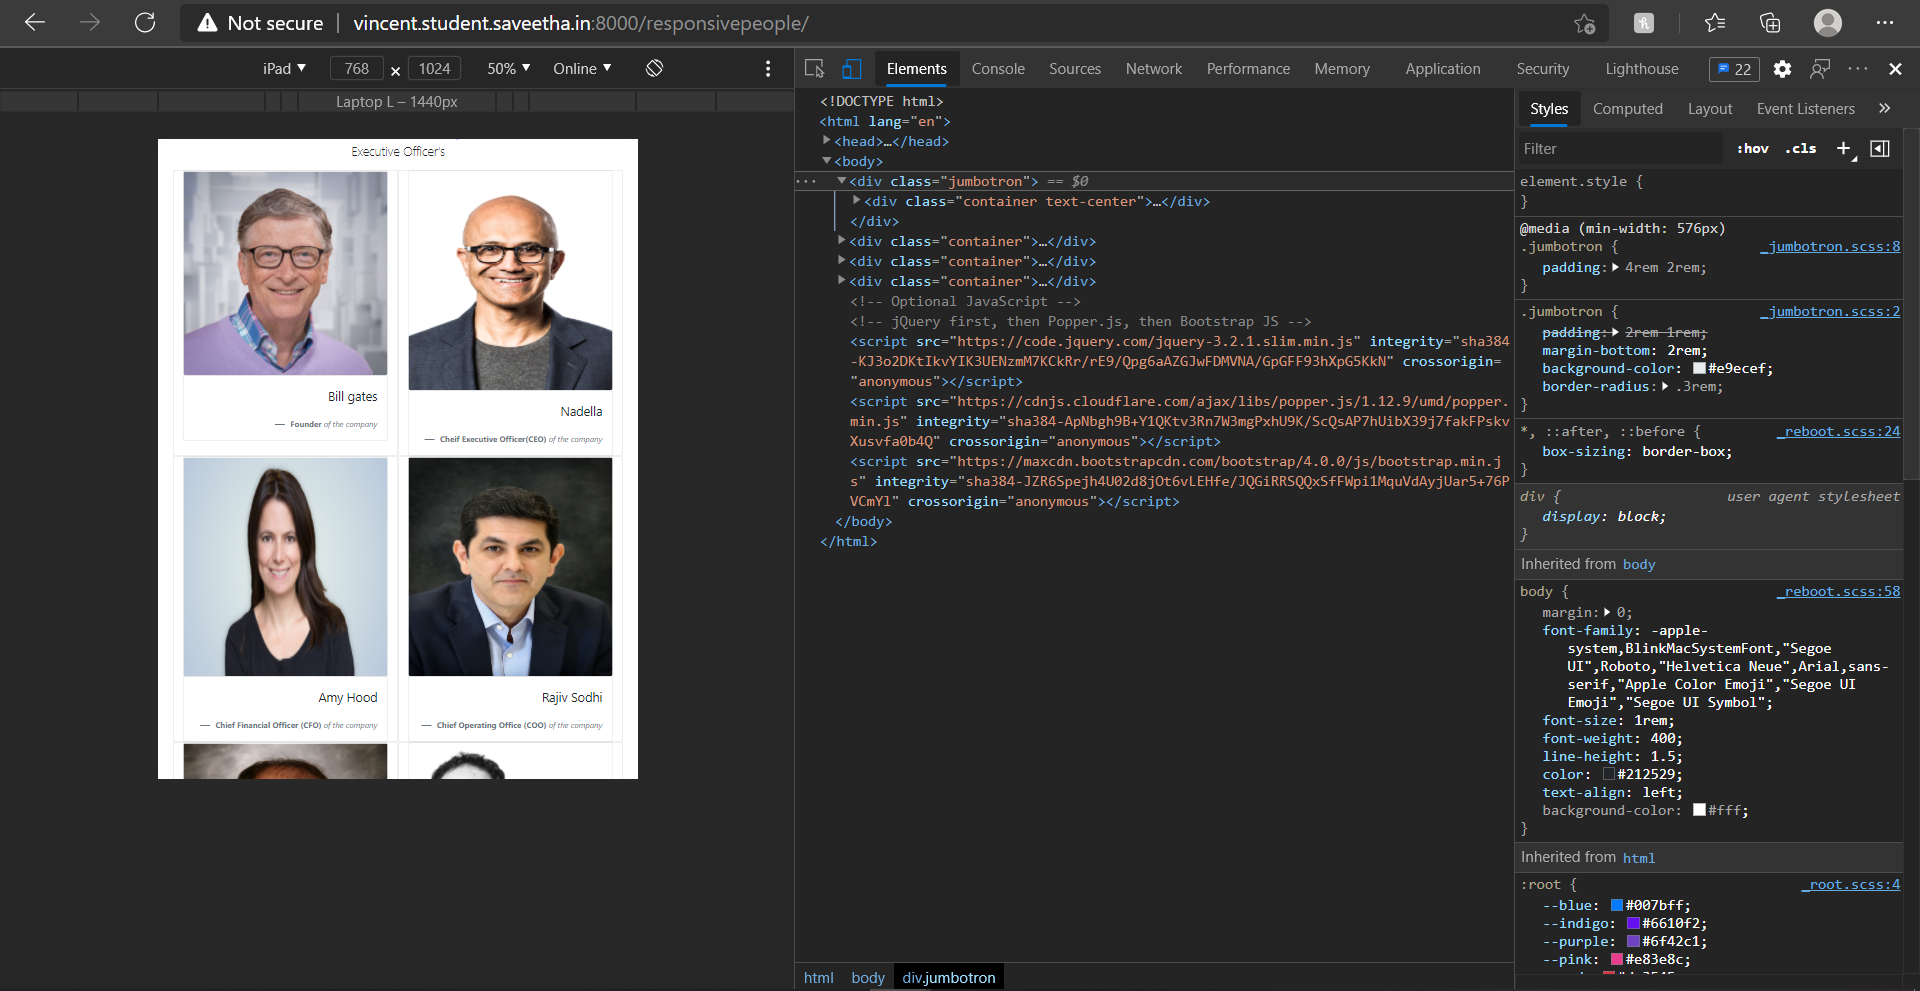 Not secure | vincent.student.saveetha.in:8000/responsivepeople/
iPad ▼ 768 x 1024 50% ▼ Online ▼
Laptop L – 1440px
Executive Officer's
Bill gates
— Founder of the company
Nadella
— Cheif Executive Officer(CEO) of the company
Amy Hood
— Chief Financial Officer (CFO) of the company
Rajiv Sodhi
— Chief Operating Office (COO) of the company
Elements Console Sources Network Performance Memory Application Security Lighthouse 22
<!DOCTYPE html>
<html lang="en">
<head>…</head>
<body>
<div class="jumbotron"> == $0
<div class="container text-center">…</div>
</div>
<div class="container">…</div>
<div class="container">…</div>
<div class="container">…</div>
<!-- Optional JavaScript -->
<!-- jQuery first, then Popper.js, then Bootstrap JS -->
<script src="https://code.jquery.com/jquery-3.2.1.slim.min.js" integrity="sha384
-KJ3o2DKtIkvYIK3UENzmM7KCkRr/rE9/Qpg6aAZGJwFDMVNA/GpGFF93hXpG5KkN" crossorigin=
"anonymous"></script>
<script src="https://cdnjs.cloudflare.com/ajax/libs/popper.js/1.12.9/umd/popper.
min.js" integrity="sha384-ApNbgh9B+Y1QKtv3Rn7W3mgPxhU9K/ScQsAP7hUibX39j7fakFPskv
Xusvfa0b4Q" crossorigin="anonymous"></script>
<script src="https://maxcdn.bootstrapcdn.com/bootstrap/4.0.0/js/bootstrap.min.j
s" integrity="sha384-JZR6Spejh4U02d8jOt6vLEHfe/JQGiRRSQQxSfFWpi1MquVdAyjUar5+76P
VCmYl" crossorigin="anonymous"></script>
</body>
</html>
html body div.jumbotron
Styles Computed Layout Event Listeners »
Filter :hov .cls +
element.style {
}
@media (min-width: 576px)
.jumbotron { _jumbotron.scss:8
padding: 4rem 2rem;
}
.jumbotron { _jumbotron.scss:2
padding: 2rem 1rem;
margin-bottom: 2rem;
background-color: #e9ecef;
border-radius: .3rem;
}
*, ::after, ::before { _reboot.scss:24
box-sizing: border-box;
}
div { user agent stylesheet
display: block;
}
Inherited from body
body { _reboot.scss:58
margin: 0;
font-family: -apple-
system,BlinkMacSystemFont,"Segoe
UI",Roboto,"Helvetica Neue",Arial,sans-
serif,"Apple Color Emoji","Segoe UI
Emoji","Segoe UI Symbol";
font-size: 1rem;
font-weight: 400;
line-height: 1.5;
color: #212529;
text-align: left;
background-color: #fff;
}
Inherited from html
:root { _root.scss:4
--blue: #007bff;
--indigo: #6610f2;
--purple: #6f42c1;
--pink: #e83e8c;